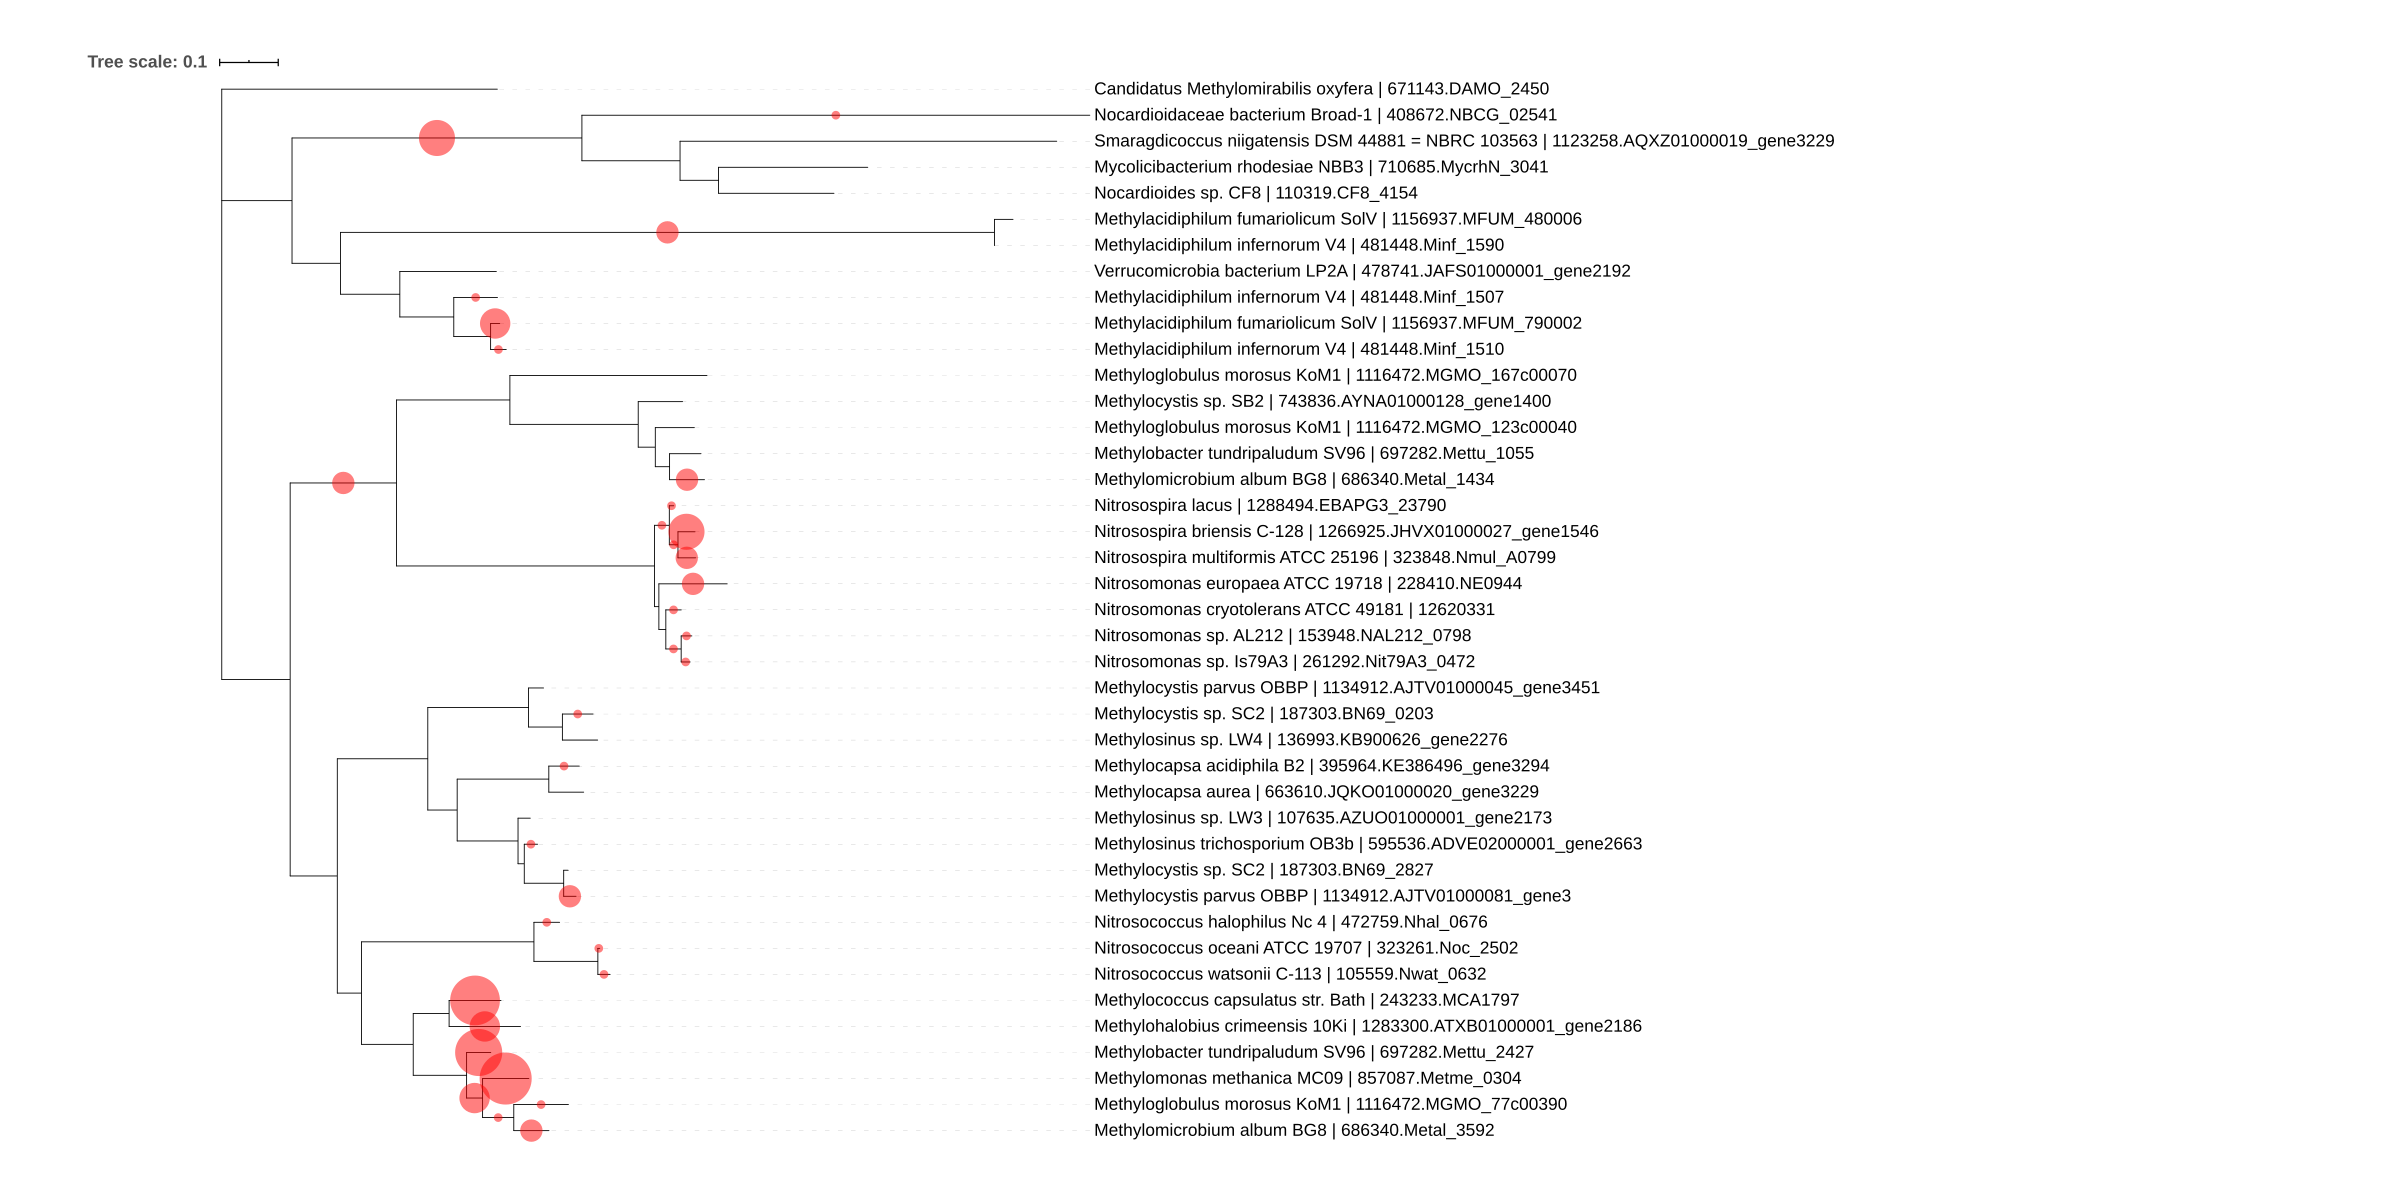 Tree scale: 0.1
Candidatus Methylomirabilis oxyfera | 671143.DAMO_2450
Nocardioidaceae bacterium Broad-1 | 408672.NBCG_02541
Smaragdicoccus niigatensis DSM 44881 = NBRC 103563 | 1123258.AQXZ01000019_gene3229
Mycolicibacterium rhodesiae NBB3 | 710685.MycrhN_3041
Nocardioides sp. CF8 | 110319.CF8_4154
Methylacidiphilum fumariolicum SolV | 1156937.MFUM_480006
Methylacidiphilum infernorum V4 | 481448.Minf_1590
Verrucomicrobia bacterium LP2A | 478741.JAFS01000001_gene2192
Methylacidiphilum infernorum V4 | 481448.Minf_1507
Methylacidiphilum fumariolicum SolV | 1156937.MFUM_790002
Methylacidiphilum infernorum V4 | 481448.Minf_1510
Methyloglobulus morosus KoM1 | 1116472.MGMO_167c00070
Methylocystis sp. SB2 | 743836.AYNA01000128_gene1400
Methyloglobulus morosus KoM1 | 1116472.MGMO_123c00040
Methylobacter tundripaludum SV96 | 697282.Mettu_1055
Methylomicrobium album BG8 | 686340.Metal_1434
Nitrosospira lacus | 1288494.EBAPG3_23790
Nitrosospira briensis C-128 | 1266925.JHVX01000027_gene1546
Nitrosospira multiformis ATCC 25196 | 323848.Nmul_A0799
Nitrosomonas europaea ATCC 19718 | 228410.NE0944
Nitrosomonas cryotolerans ATCC 49181 | 12620331
Nitrosomonas sp. AL212 | 153948.NAL212_0798
Nitrosomonas sp. Is79A3 | 261292.Nit79A3_0472
Methylocystis parvus OBBP | 1134912.AJTV01000045_gene3451
Methylocystis sp. SC2 | 187303.BN69_0203
Methylosinus sp. LW4 | 136993.KB900626_gene2276
Methylocapsa acidiphila B2 | 395964.KE386496_gene3294
Methylocapsa aurea | 663610.JQKO01000020_gene3229
Methylosinus sp. LW3 | 107635.AZUO01000001_gene2173
Methylosinus trichosporium OB3b | 595536.ADVE02000001_gene2663
Methylocystis sp. SC2 | 187303.BN69_2827
Methylocystis parvus OBBP | 1134912.AJTV01000081_gene3
Nitrosococcus halophilus Nc 4 | 472759.Nhal_0676
Nitrosococcus oceani ATCC 19707 | 323261.Noc_2502
Nitrosococcus watsonii C-113 | 105559.Nwat_0632
Methylococcus capsulatus str. Bath | 243233.MCA1797
Methylohalobius crimeensis 10Ki | 1283300.ATXB01000001_gene2186
Methylobacter tundripaludum SV96 | 697282.Mettu_2427
Methylomonas methanica MC09 | 857087.Metme_0304
Methyloglobulus morosus KoM1 | 1116472.MGMO_77c00390
Methylomicrobium album BG8 | 686340.Metal_3592